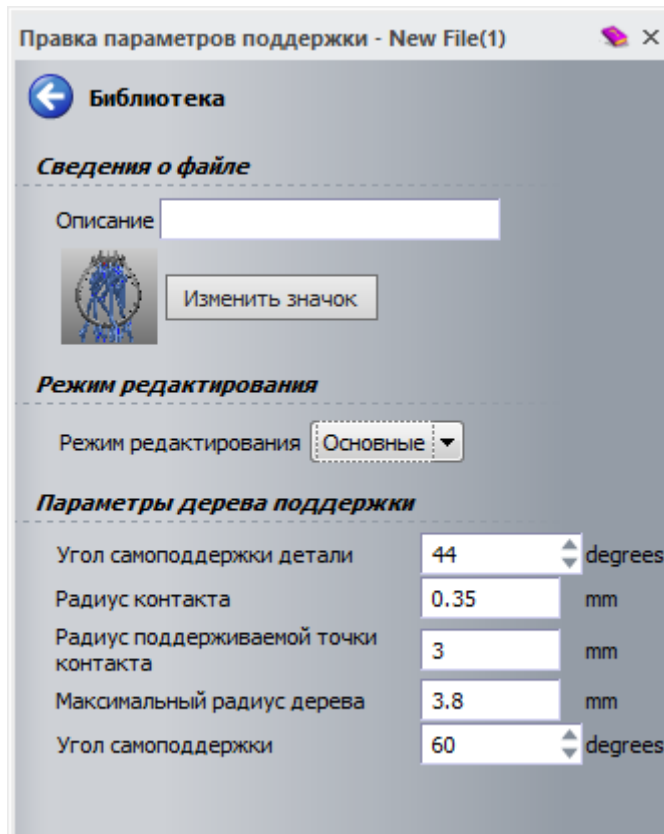 Правка параметров поддержки - New File(1)
Библиотека
Сведения о файле
Описание
Изменить значок
Режим редактирования
Режим редактирования Основные
Параметры дерева поддержки
Угол самоподдержки детали 44 degrees
Радиус контакта 0.35 mm
Радиус поддерживаемой точки
контакта 3 mm
Максимальный радиус дерева 3.8 mm
Угол самоподдержки 60 degrees